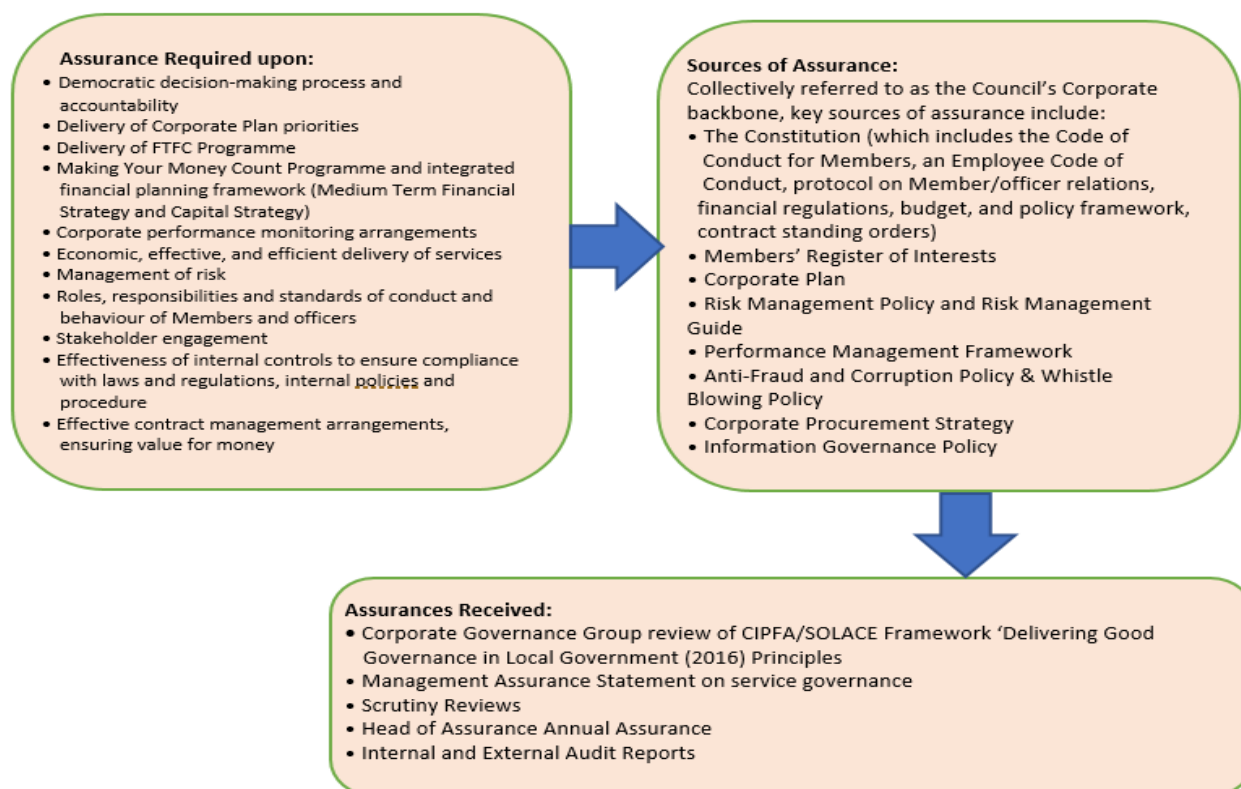 Assurance Required upon:
• Democratic decision-making process and
accountability
• Delivery of Corporate Plan priorities
• Delivery of FTFC Programme
• Making Your Money Count Programme and integrated
financial planning framework (Medium Term Financial
Strategy and Capital Strategy)
• Corporate performance monitoring arrangements
• Economic, effective, and efficient delivery of services
• Management of risk
• Roles, responsibilities and standards of conduct and
behaviour of Members and officers
• Stakeholder engagement
• Effectiveness of internal controls to ensure compliance
with laws and regulations, internal policies and
procedure
• Effective contract management arrangements,
ensuring value for money
Sources of Assurance:
Collectively referred to as the Council’s Corporate
backbone, key sources of assurance include:
• The Constitution (which includes the Code of
Conduct for Members, an Employee Code of
Conduct, protocol on Member/officer relations,
financial regulations, budget, and policy framework,
contract standing orders)
• Members’ Register of Interests
• Corporate Plan
• Risk Management Policy and Risk Management
Guide
• Performance Management Framework
• Anti-Fraud and Corruption Policy & Whistle
Blowing Policy
• Corporate Procurement Strategy
• Information Governance Policy
Assurances Received:
• Corporate Governance Group review of CIPFA/SOLACE Framework ‘Delivering Good
Governance in Local Government (2016) Principles
• Management Assurance Statement on service governance
• Scrutiny Reviews
• Head of Assurance Annual Assurance
• Internal and External Audit Reports